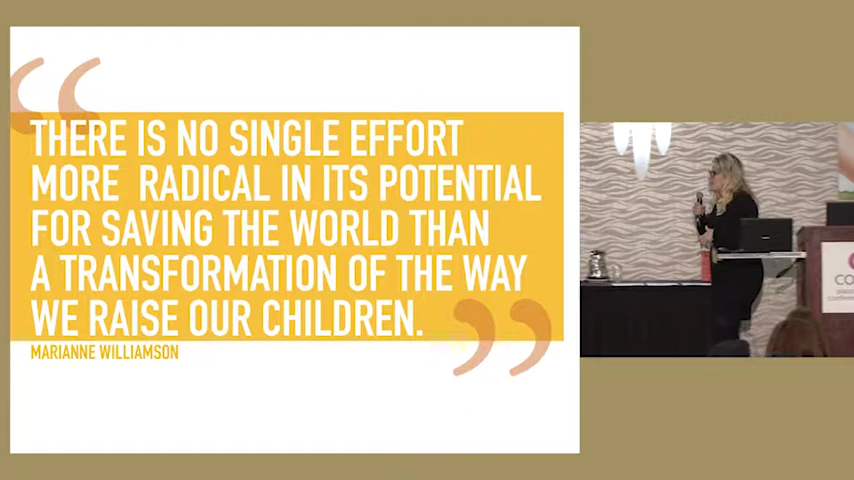 THERE IS NO SINGLE EFFORT
MORE RADICAL IN ITS POTENTIAL
FOR SAVING THE WORLD THAN
A TRANSFORMATION OF THE WAY
WE RAISE OUR CHILDREN.
MARIANNE WILLIAMSON